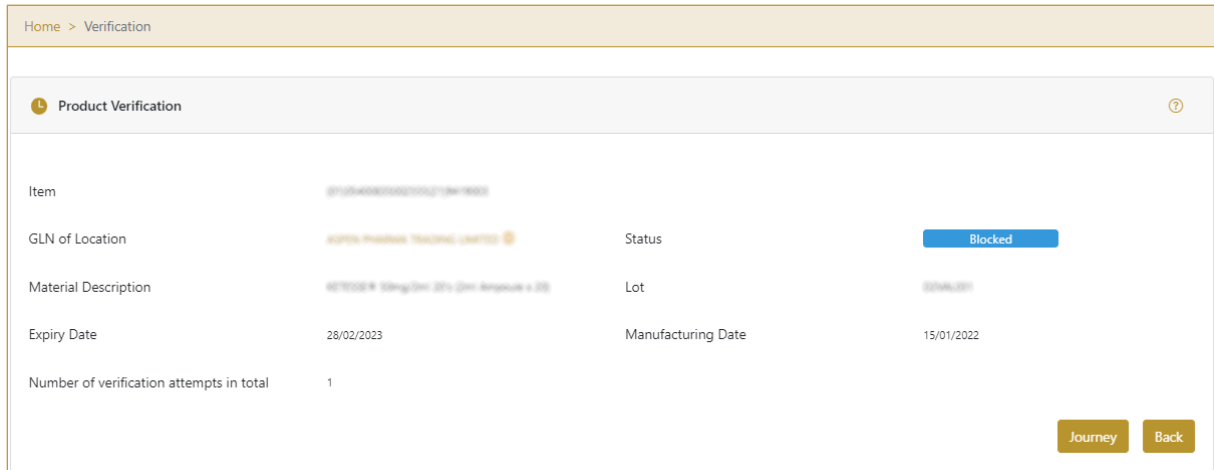 Home > Verification
Product Verification
Item
GLN of Location Status Blocked
Material Description Lot
Expiry Date 28/02/2023 Manufacturing Date 15/01/2022
Number of verification attempts in total 1
Journey Back